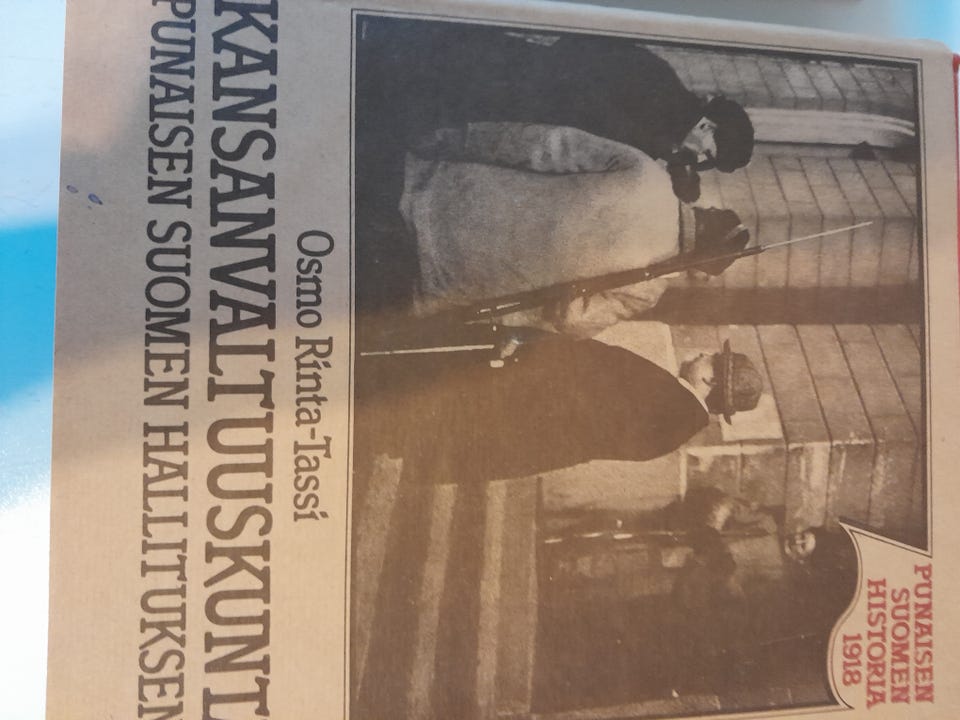 PUNAISEN
SUOMEN
HISTORIA
1918
Osmo Rinta-Tassi
KANSANVALTUUSKUNT
PUNAISEN SUOMEN HALLITUKSEN